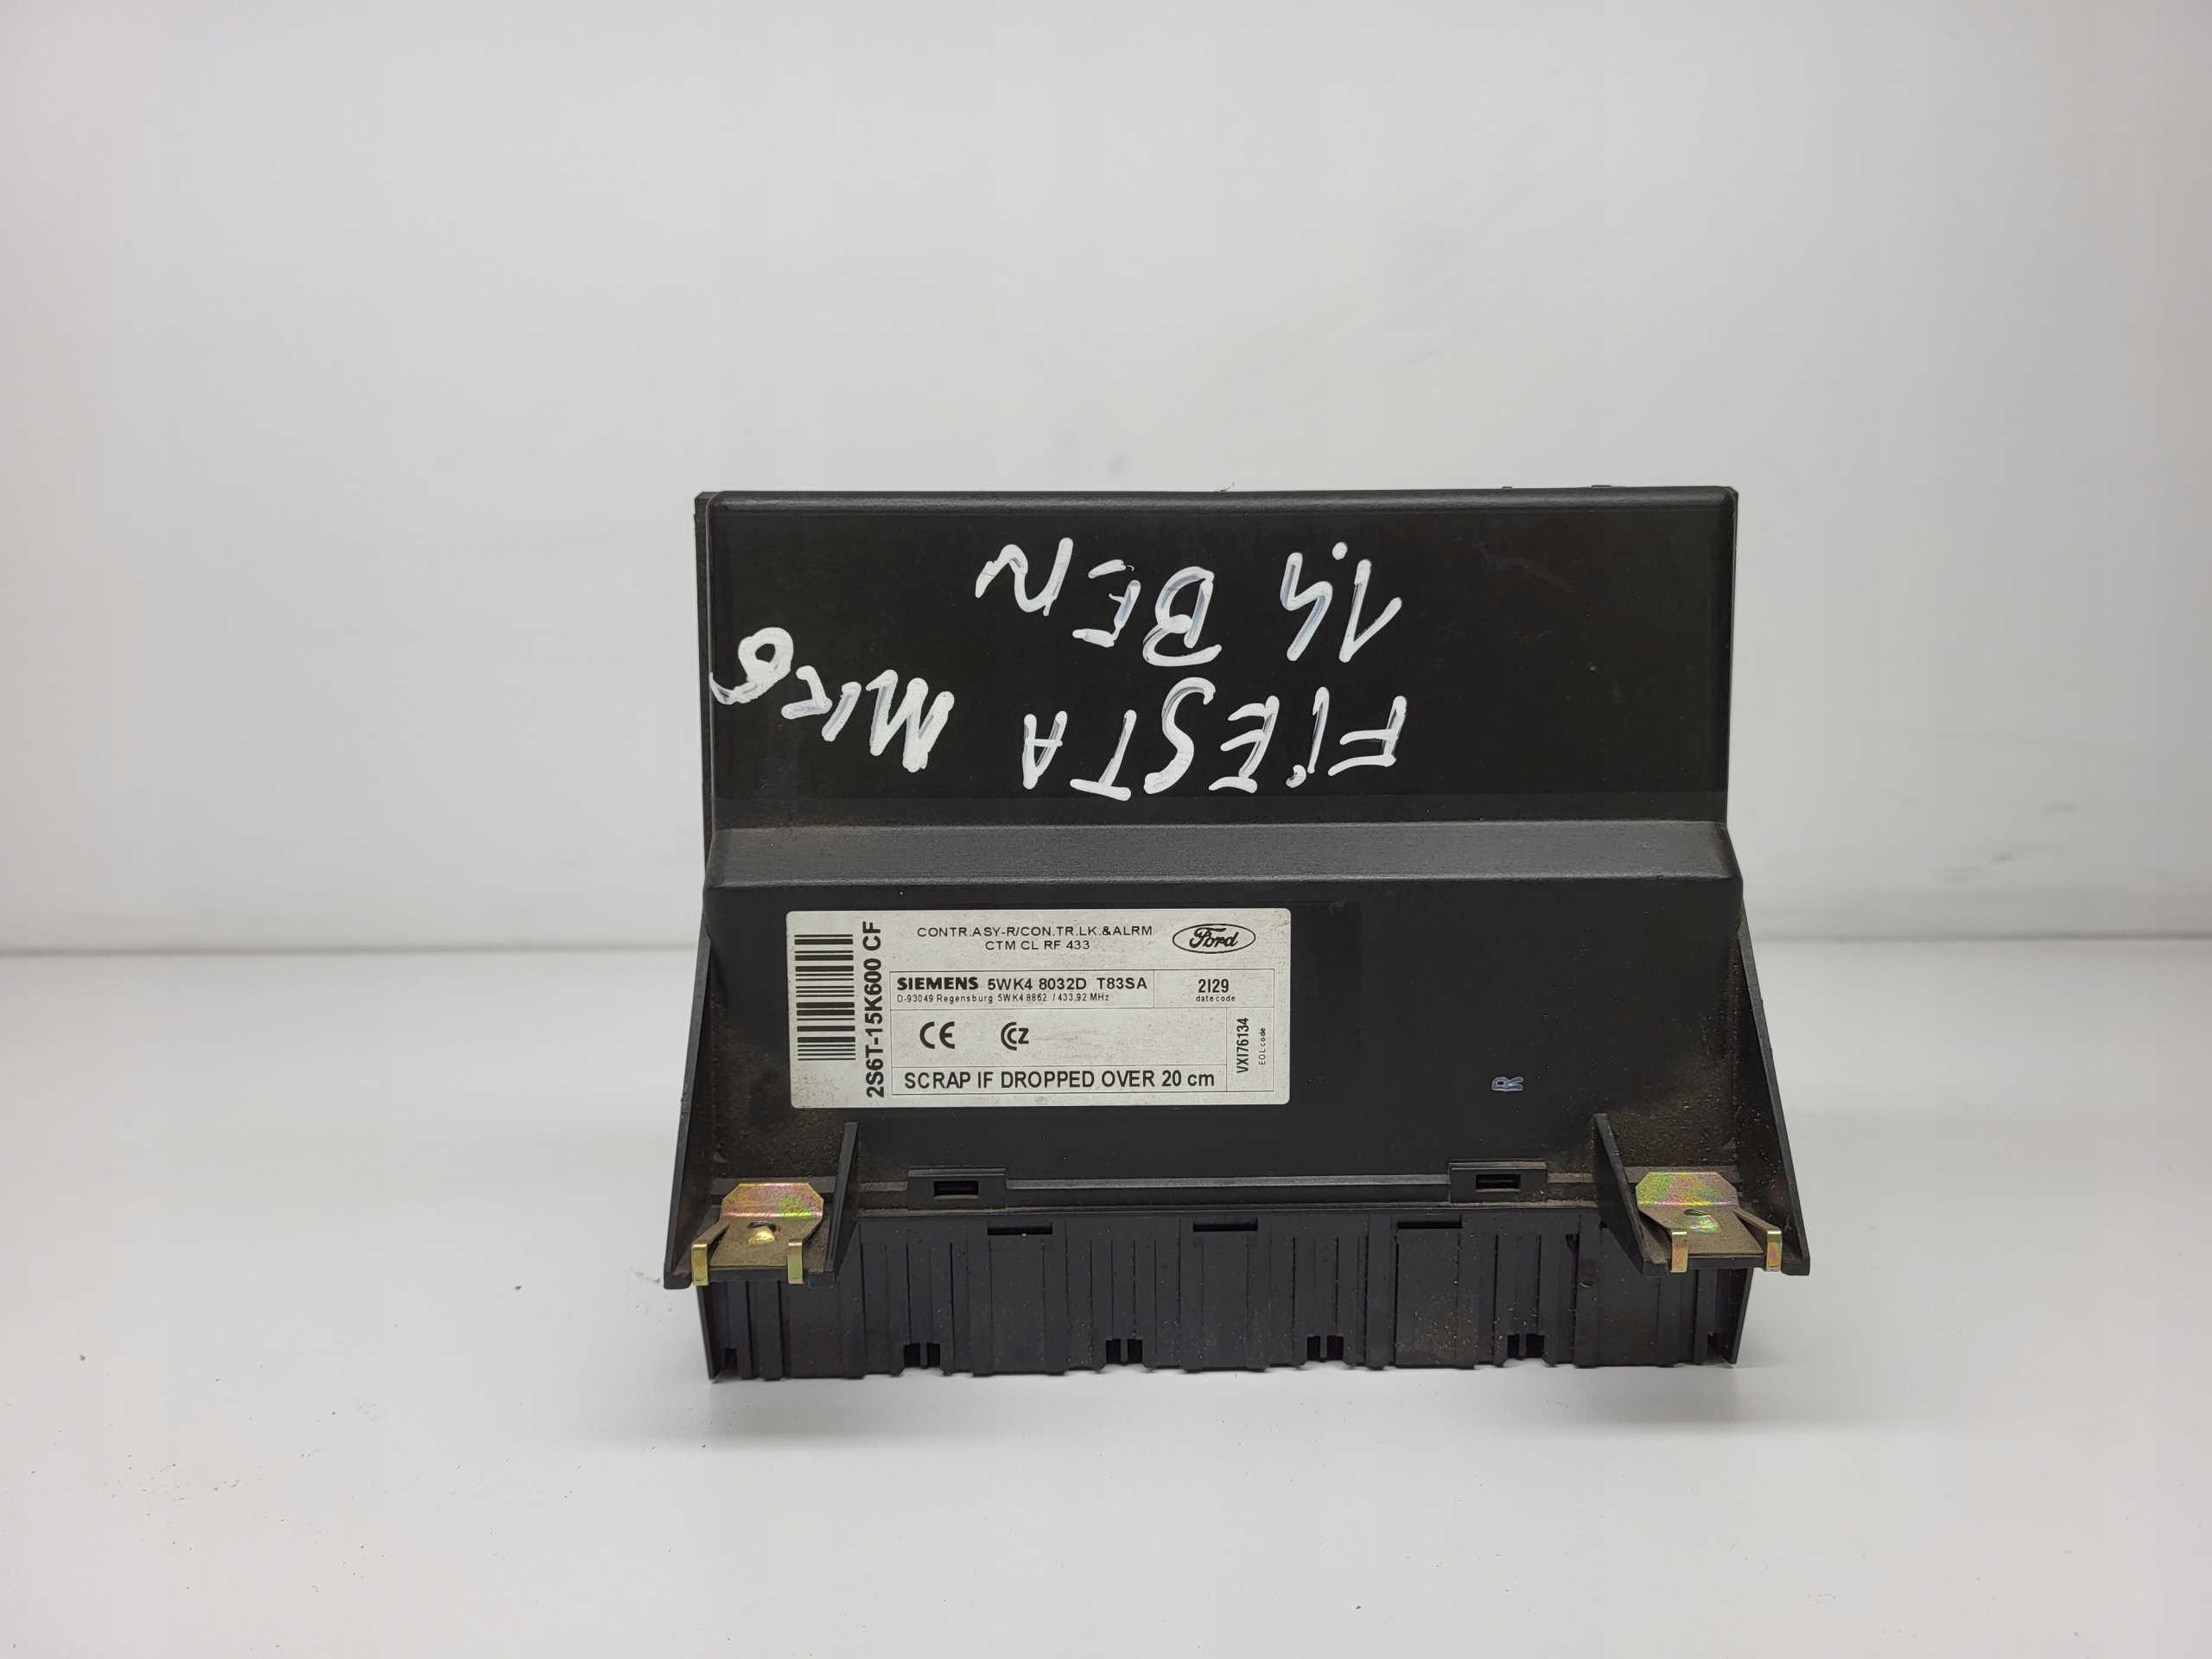 FIESTA MK6
1.4 BEN
CONTR.ASY-R/CON.TR.LK.&ALRM
CTM CL RF 433
Ford
2S6T-15K600 CF
SIEMENS 5WK4 8032D T83SA
D-93049 Regensburg 5WK4 8862 / 433,92 MHz
2I29
date code
CE CZ
VXI76134
EOL code
SCRAP IF DROPPED OVER 20 cm
R